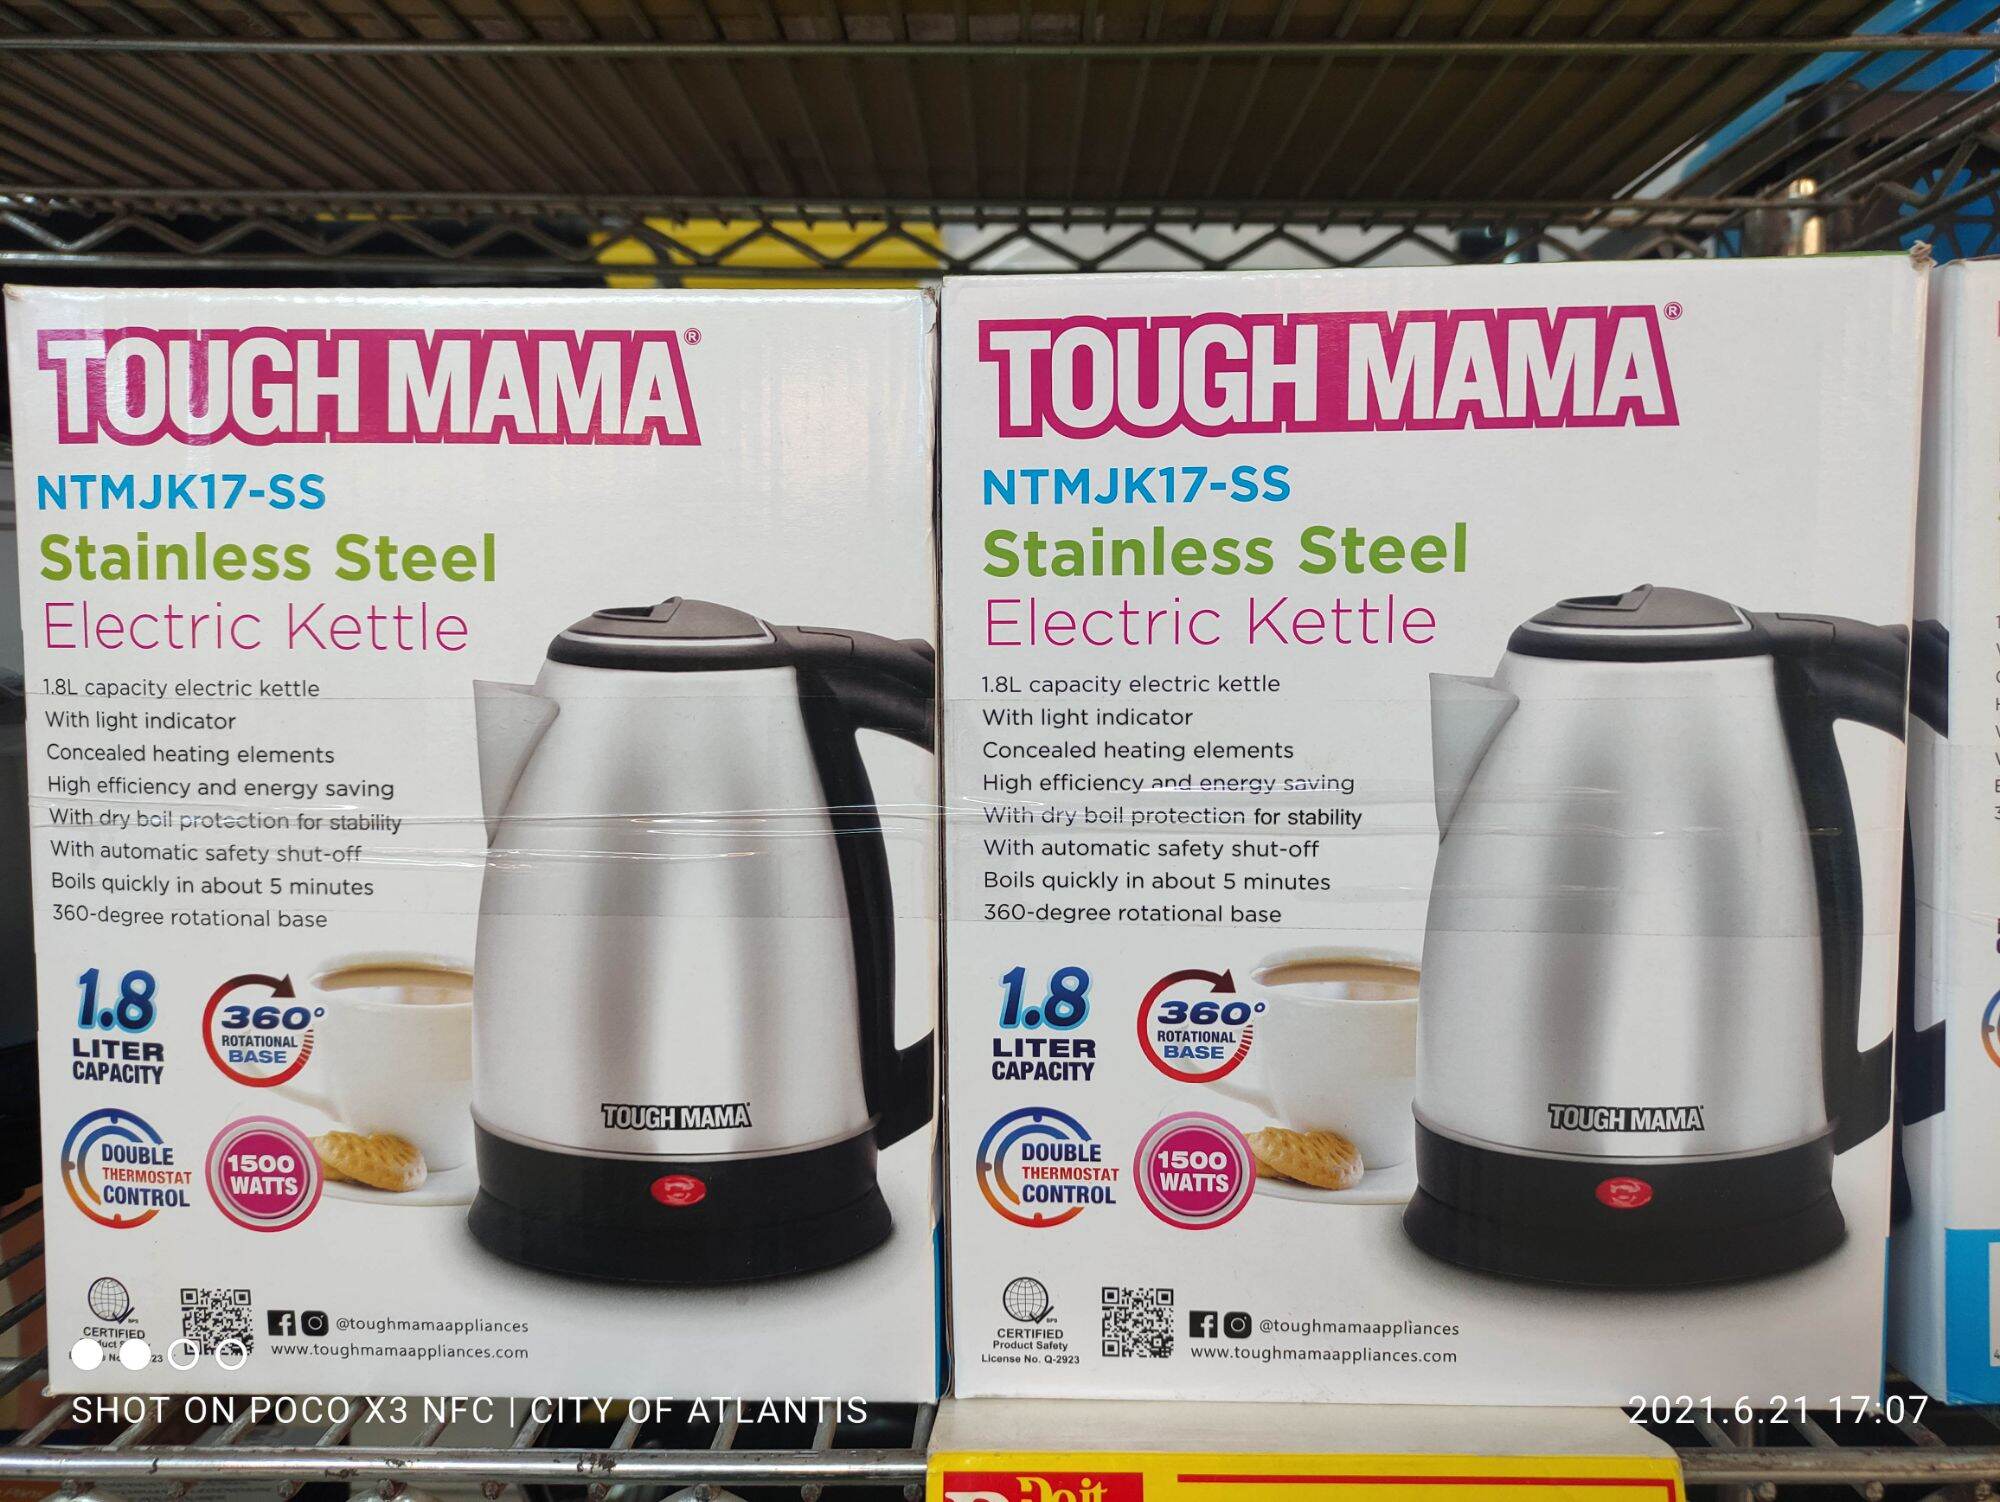 TOUGH MAMA®
NTMJK17-SS
Stainless Steel
Electric Kettle
1.8L capacity electric kettle
With light indicator
Concealed heating elements
High efficiency and energy saving
With dry boil protection for stability
With automatic safety shut-off
Boils quickly in about 5 minutes
360-degree rotational base
1.8
LITER
CAPACITY
360°
ROTATIONAL
BASE
DOUBLE
THERMOSTAT
CONTROL
1500
WATTS
TOUGH MAMA
CERTIFIED
@toughmamaappliances
www.toughmamaappliances.com
TOUGH MAMA®
NTMJK17-SS
Stainless Steel
Electric Kettle
1.8L capacity electric kettle
With light indicator
Concealed heating elements
High efficiency and energy saving
With dry boil protection for stability
With automatic safety shut-off
Boils quickly in about 5 minutes
360-degree rotational base
1.8
LITER
CAPACITY
360°
ROTATIONAL
BASE
DOUBLE
THERMOSTAT
CONTROL
1500
WATTS
TOUGH MAMA
BPS
CERTIFIED
Product Safety
License No. Q-2923
@toughmamaappliances
www.toughmamaappliances.com
SHOT ON POCO X3 NFC | CITY OF ATLANTIS
2021.6.21 17:07